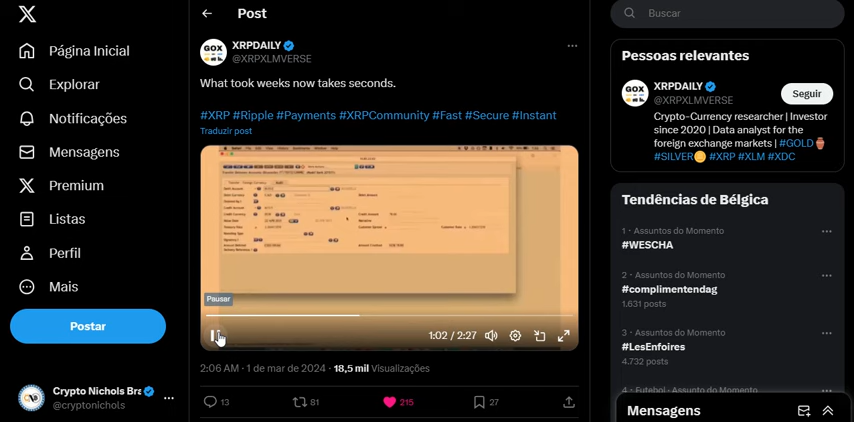 Página Inicial
Explorar
Notificações
Mensagens
Premium
Listas
Perfil
Mais
Postar
Crypto Nichols Bra
@cryptonichols
Post
GOX
XRPDAILY
@XRPXLMVERSE
What took weeks now takes seconds.
#XRP #Ripple #Payments #XRPCommunity #Fast #Secure #Instant
Traduzir post
Pausar
1:02 / 2:27
2:06 AM · 1 de mar de 2024 · 18,5 mil Visualizações
13
81
215
27
Buscar
Pessoas relevantes
GOX
XRPDAILY
@XRPXLMVERSE
Seguir
Crypto-Currency researcher | Investor
since 2020 | Data analyst for the
foreign exchange markets | #GOLD
#SILVER #XRP #XLM #XDC
Tendências de Bélgica
1 · Assuntos do Momento
#WESCHA
2 · Assuntos do Momento
#complimentendag
1.631 posts
3 · Assuntos do Momento
#LesEnfoires
4.732 posts
4 · Futebol · Assunto do Momento
Mensagens